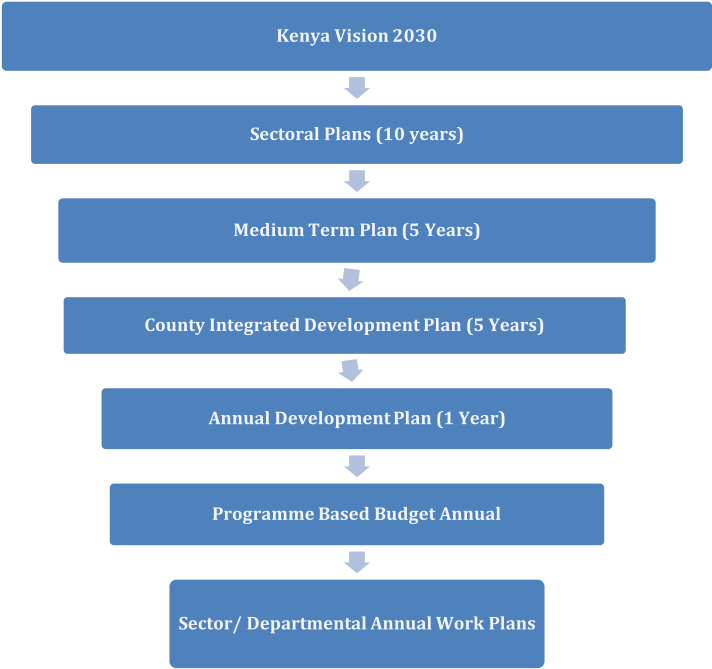 Kenya Vision 2030
Sectoral Plans (10 years)
Medium Term Plan (5 Years)
County Integrated Development Plan (5 Years)
Annual Development Plan (1 Year)
Programme Based Budget Annual
Sector/ Departmental Annual Work Plans